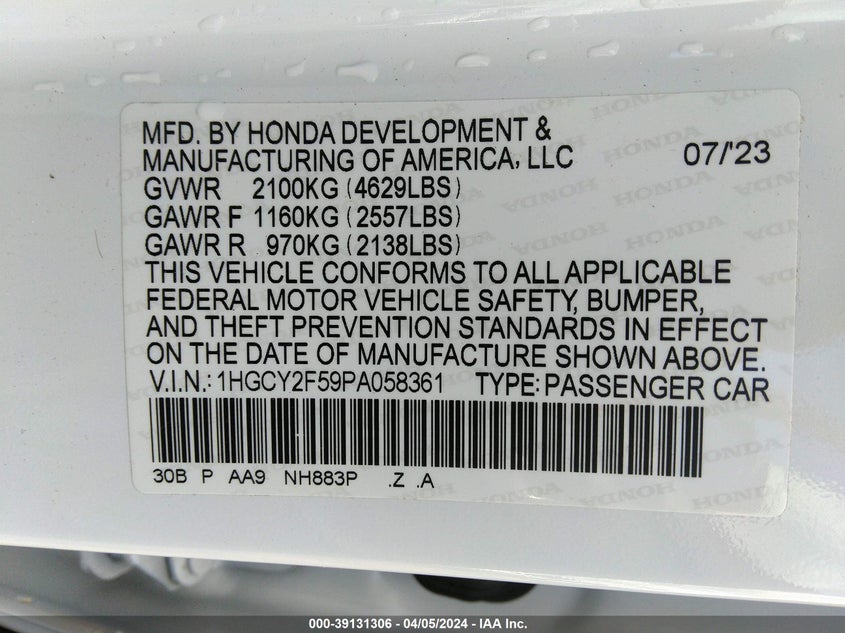 MFD. BY HONDA DEVELOPMENT &
MANUFACTURING OF AMERICA, LLC 07/'23
GVWR 2100KG (4629LBS)
GAWR F 1160KG (2557LBS)
GAWR R 970KG (2138LBS)
THIS VEHICLE CONFORMS TO ALL APPLICABLE
FEDERAL MOTOR VEHICLE SAFETY, BUMPER,
AND THEFT PREVENTION STANDARDS IN EFFECT
ON THE DATE OF MANUFACTURE SHOWN ABOVE.
V.I.N.: 1HGCY2F59PA058361 TYPE: PASSENGER CAR
30B P AA9 NH883P .Z .A
000-39131306 - 04/05/2024 - IAA Inc.